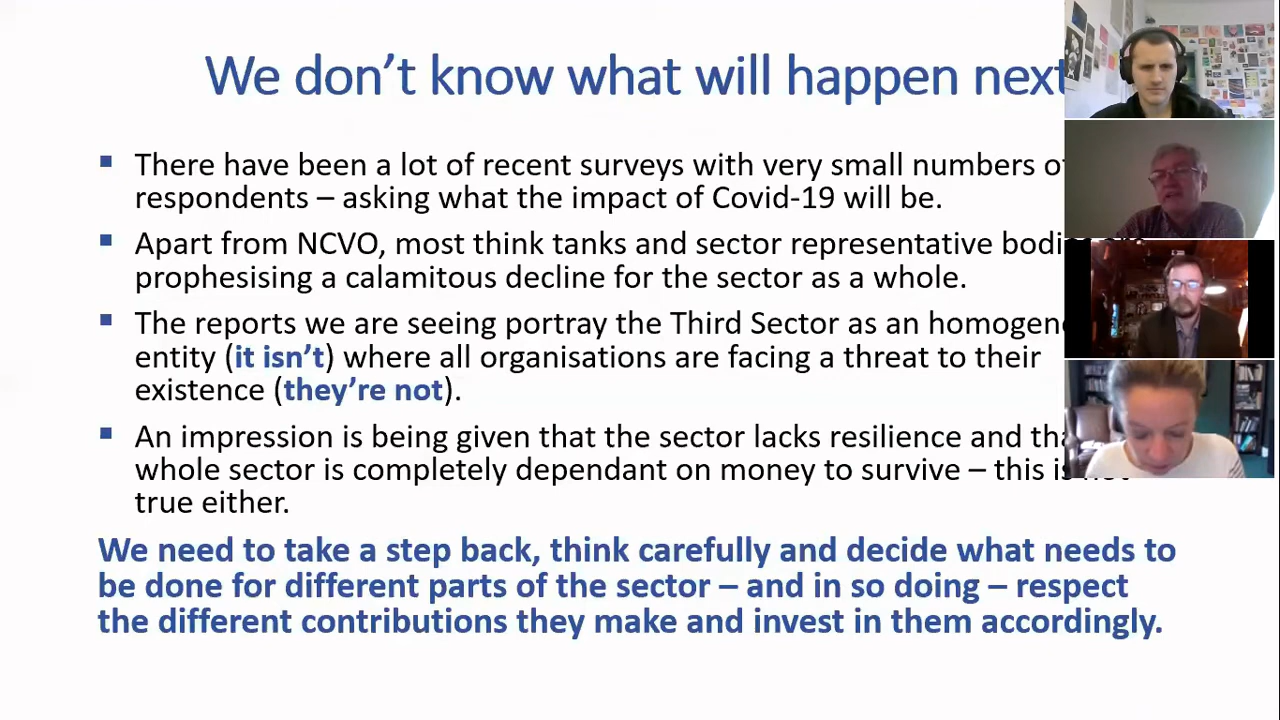 We don’t know what will happen next
▪ There have been a lot of recent surveys with very small numbers of
respondents – asking what the impact of Covid-19 will be.
▪ Apart from NCVO, most think tanks and sector representative bodies are
prophesising a calamitous decline for the sector as a whole.
▪ The reports we are seeing portray the Third Sector as an
entity (it isn’t) where all organisations are facing a threat to their
existence (they’re not).
▪ An impression is being given that the sector lacks resilience and
whole sector is completely dependant on money to survive – this is not
true either.
We need to take a step back, think carefully and decide what needs to
be done for different parts of the sector – and in so doing – respect
the different contributions they make and invest in them accordingly.